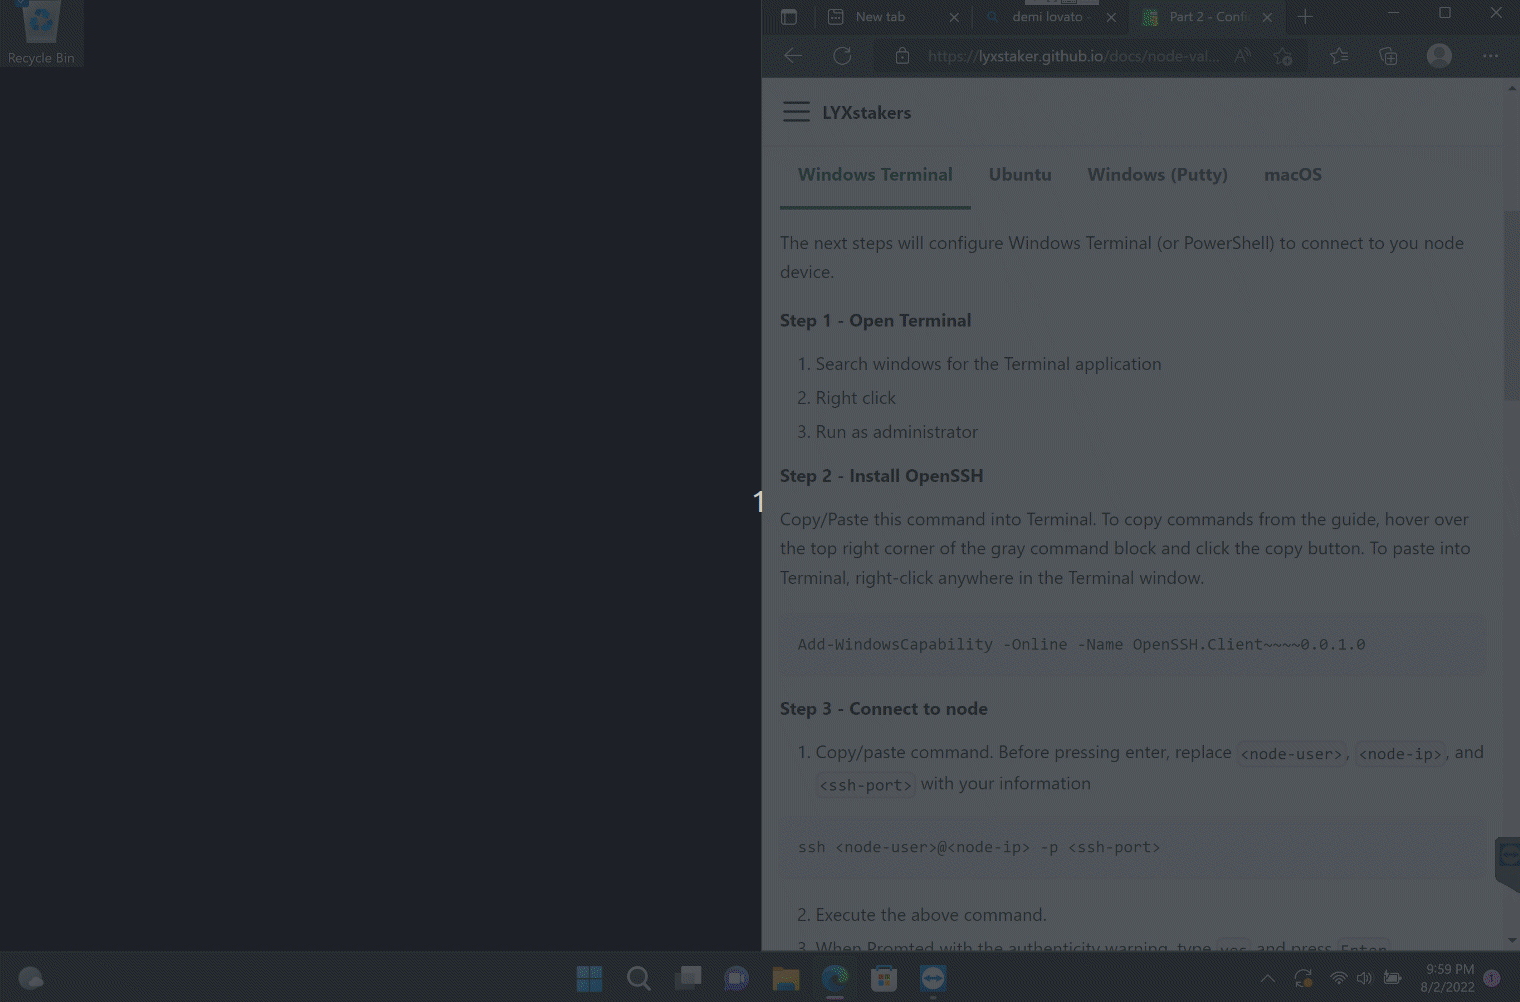 Recycle Bin
New tab
demi lovato -
Part 2 - Confi
https://lyxstaker.github.io/docs/node-val...
LYXstakers
Windows Terminal Ubuntu Windows (Putty) macOS
The next steps will configure Windows Terminal (or PowerShell) to connect to you node
device.
Step 1 - Open Terminal
1. Search windows for the Terminal application
2. Right click
3. Run as administrator
Step 2 - Install OpenSSH
1
Copy/Paste this command into Terminal. To copy commands from the guide, hover over
the top right corner of the gray command block and click the copy button. To paste into
Terminal, right-click anywhere in the Terminal window.
Add-WindowsCapability -Online -Name OpenSSH.Client~~~~0.0.1.0
Step 3 - Connect to node
1. Copy/paste command. Before pressing enter, replace <node-user>, <node-ip>, and
<ssh-port> with your information
ssh <node-user>@<node-ip> -p <ssh-port>
2. Execute the above command.
3. When Promted with the authenticity warning, type yes and press Enter
9:59 PM
8/2/2022
1